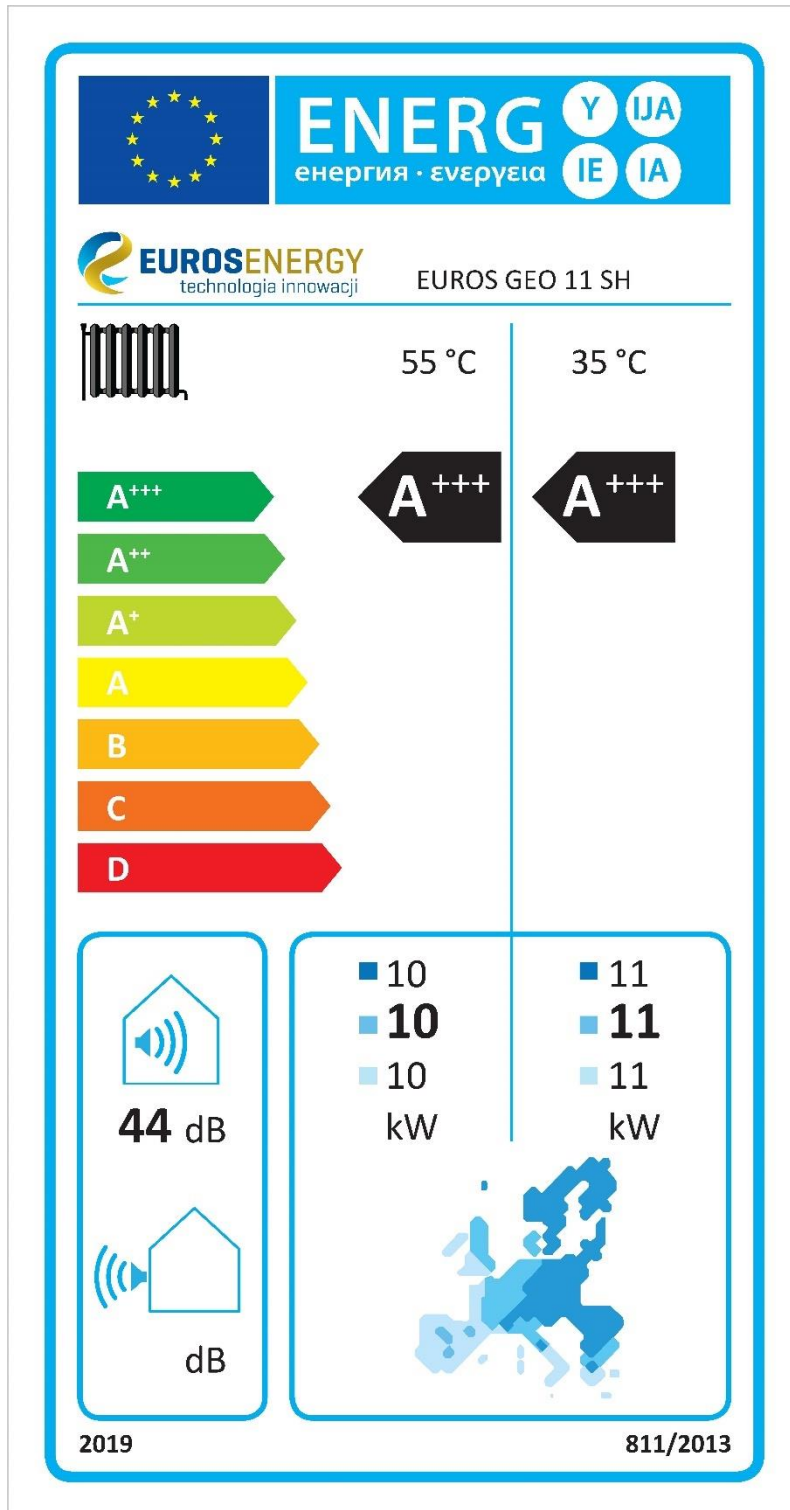 ENERG Y IJA
енергия · ενεργεια IE IA
EUROSENERGY
technologia innowacji
EUROS GEO 11 SH
55 °C 35 °C
A+++ A+++ A+++
A++
A+
A
B
C
D
10 11
10 11
10 11
kW kW
44 dB
dB
2019 811/2013